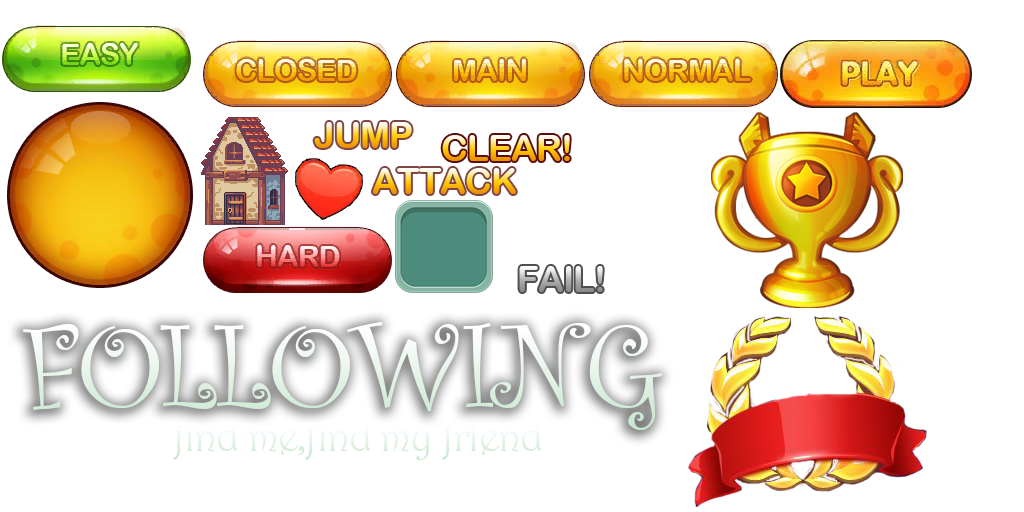 EASY
CLOSED
MAIN
NORMAL
PLAY
JUMP
CLEAR!
ATTACK
HARD
FAIL!
FOLLOWING
find me,find my friend